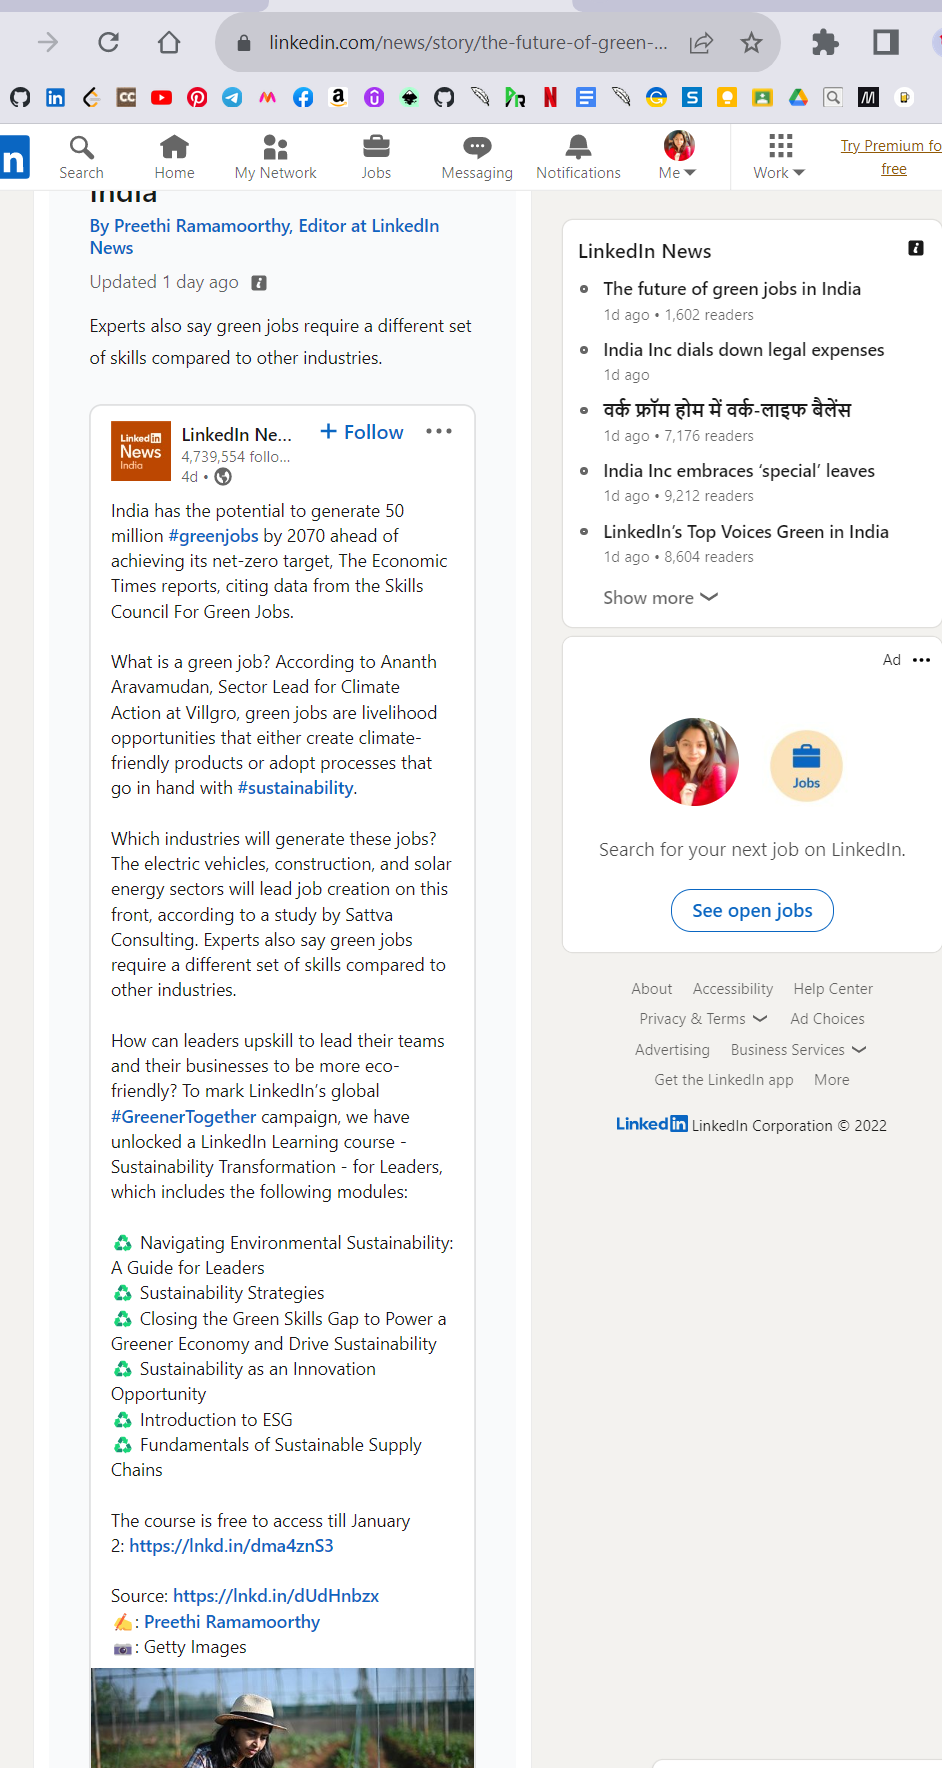 linkedin.com/news/story/the-future-of-green-...
Search
Home
My Network
Jobs
Messaging
Notifications
Me
Work
Try Premium fo
free
India
By Preethi Ramamoorthy, Editor at LinkedIn
News
Updated 1 day ago
Experts also say green jobs require a different set
of skills compared to other industries.
Linked in
News
India
LinkedIn Ne...
+ Follow
4,739,554 follo...
4d •
India has the potential to generate 50
million #greenjobs by 2070 ahead of
achieving its net-zero target, The Economic
Times reports, citing data from the Skills
Council For Green Jobs.
What is a green job? According to Ananth
Aravamudan, Sector Lead for Climate
Action at Villgro, green jobs are livelihood
opportunities that either create climate-
friendly products or adopt processes that
go in hand with #sustainability.
Which industries will generate these jobs?
The electric vehicles, construction, and solar
energy sectors will lead job creation on this
front, according to a study by Sattva
Consulting. Experts also say green jobs
require a different set of skills compared to
other industries.
How can leaders upskill to lead their teams
and their businesses to be more eco-
friendly? To mark LinkedIn’s global
#GreenerTogether campaign, we have
unlocked a LinkedIn Learning course -
Sustainability Transformation - for Leaders,
which includes the following modules:
♻️ Navigating Environmental Sustainability:
A Guide for Leaders
♻️ Sustainability Strategies
♻️ Closing the Green Skills Gap to Power a
Greener Economy and Drive Sustainability
♻️ Sustainability as an Innovation
Opportunity
♻️ Introduction to ESG
♻️ Fundamentals of Sustainable Supply
Chains
The course is free to access till January
2: https://lnkd.in/dma4znS3
Source: https://lnkd.in/dUdHnbzx
✍️: Preethi Ramamoorthy
📷: Getty Images
LinkedIn News
The future of green jobs in India
1d ago • 1,602 readers
India Inc dials down legal expenses
1d ago
वर्क फ्रॉम होम में वर्क-लाइफ बैलेंस
1d ago • 7,176 readers
India Inc embraces ‘special’ leaves
1d ago • 9,212 readers
LinkedIn’s Top Voices Green in India
1d ago • 8,604 readers
Show more
Ad
Jobs
Search for your next job on LinkedIn.
See open jobs
About Accessibility Help Center
Privacy & Terms Ad Choices
Advertising Business Services
Get the LinkedIn app More
Linked in LinkedIn Corporation © 2022